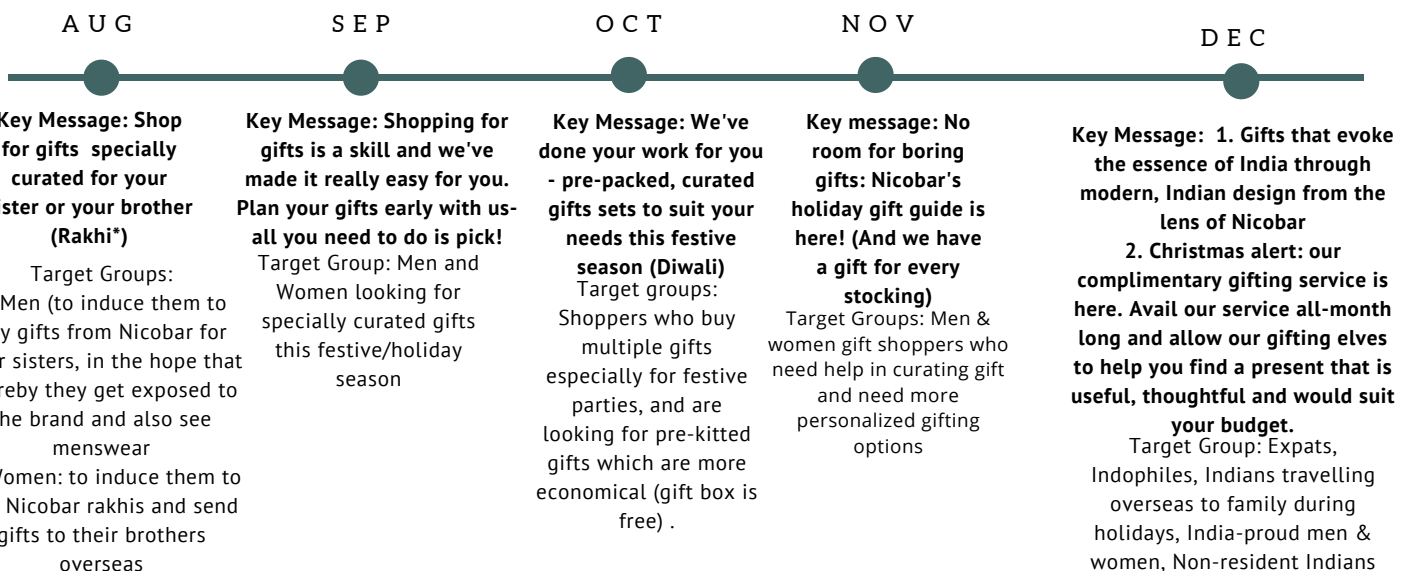 AUG
Key Message: Shop
for gifts specially
curated for your
sister or your brother
(Rakhi*)
Target Groups:
Men (to induce them to
gifts from Nicobar for
sisters, in the hope that
they get exposed to
the brand and also see
menswear
Women: to induce them to
Nicobar rakhis and send
gifts to their brothers
overseas
SEP
Key Message: Shopping for
gifts is a skill and we've
made it really easy for you.
Plan your gifts early with us-
all you need to do is pick!
Target Group: Men and
Women looking for
specially curated gifts
this festive/holiday
season
OCT
Key Message: We've
done your work for you
- pre-packed, curated
gifts sets to suit your
needs this festive
season (Diwali)
Target groups:
Shoppers who buy
multiple gifts
especially for festive
parties, and are
looking for pre-kitted
gifts which are more
economical (gift box is
free) .
NOV
Key message: No
room for boring
gifts: Nicobar's
holiday gift guide is
here! (And we have
a gift for every
stocking)
Target Groups: Men &
women gift shoppers who
need help in curating gift
and need more
personalized gifting
options
DEC
Key Message: 1. Gifts that evoke
the essence of India through
modern, Indian design from the
lens of Nicobar
2. Christmas alert: our
complimentary gifting service is
here. Avail our service all-month
long and allow our gifting elves
to help you find a present that is
useful, thoughtful and would suit
your budget.
Target Group: Expats,
Indophiles, Indians travelling
overseas to family during
holidays, India-proud men &
women, Non-resident Indians